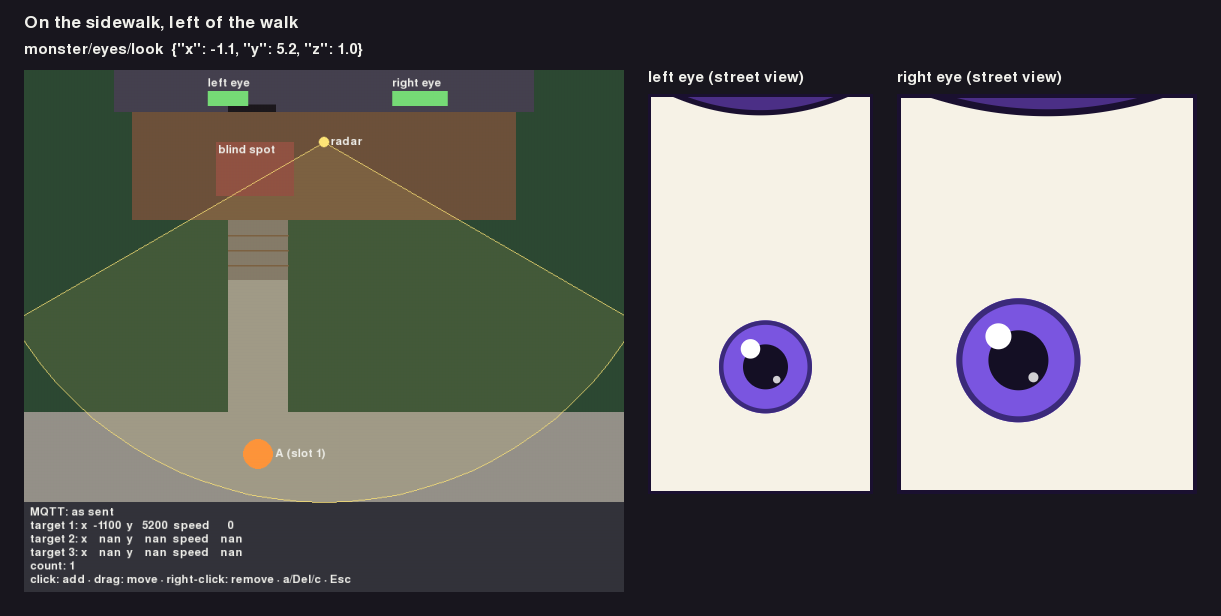 On the sidewalk, left of the walk
monster/eyes/look {"x": -1.1, "y": 5.2, "z": 1.0}
left eye
right eye
radar
blind spot
A (slot 1)
MQTT: as sent
target 1: x -1100 y 5200 speed 0
target 2: x nan y nan speed nan
target 3: x nan y nan speed nan
count: 1
click: add · drag: move · right-click: remove · a/Del/c · Esc
left eye (street view)
right eye (street view)